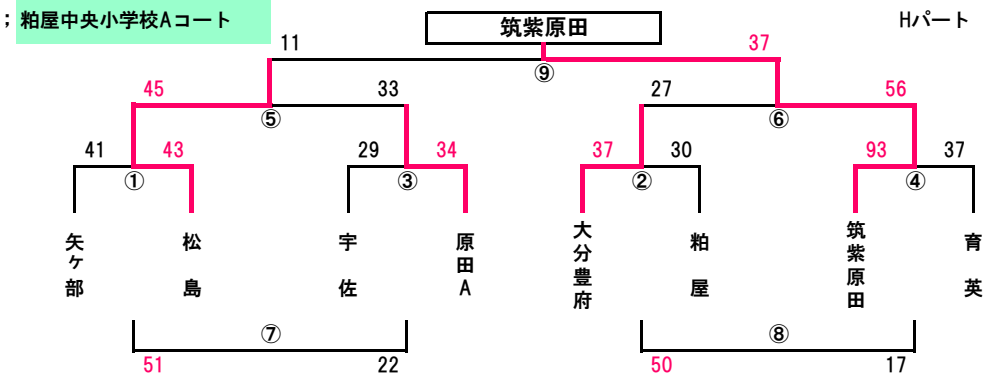 ；粕屋中央小学校Aコート
筑紫原田
Hパート
11
37
⑨
45
33
27
56
⑤
⑥
41
43
29
34
37
30
93
37
①
③
②
④
矢ヶ部
松島
宇佐
原田A
大分豊府
粕屋
筑紫原田
育英
⑦
⑧
51
22
50
17